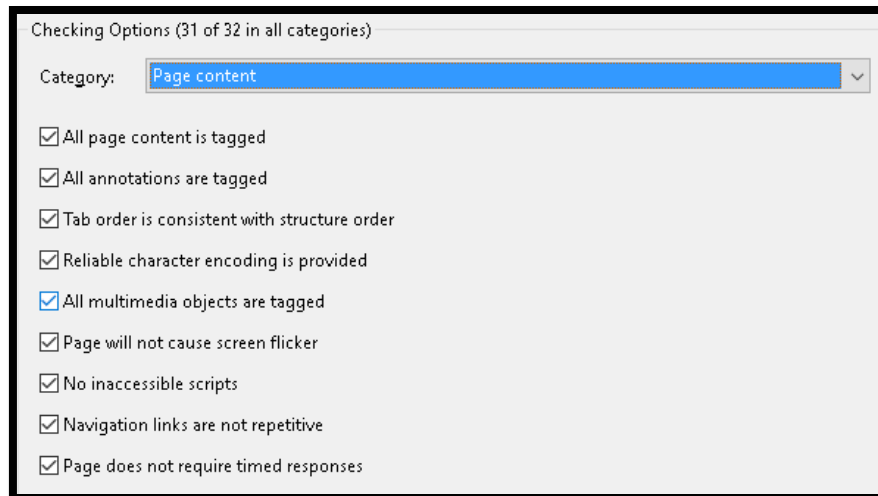 Checking Options (31 of 32 in all categories)
Category: Page content
All page content is tagged
All annotations are tagged
Tab order is consistent with structure order
Reliable character encoding is provided
All multimedia objects are tagged
Page will not cause screen flicker
No inaccessible scripts
Navigation links are not repetitive
Page does not require timed responses